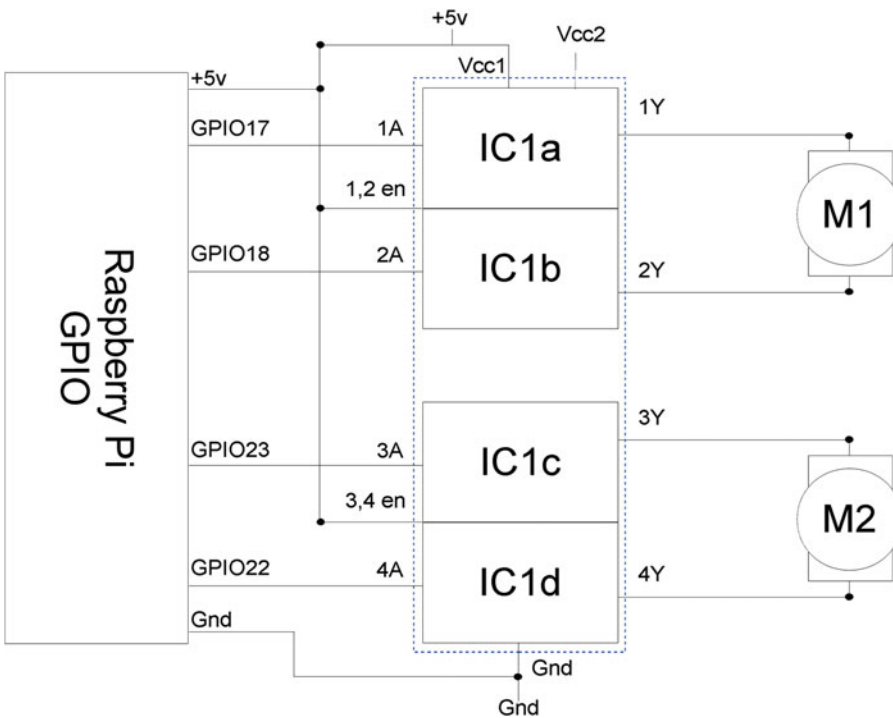 +5v
Vcc2
Vcc1
+5v
1Y
GPIO17
1A
IC1a
M1
1,2 en
GPIO18
2A
IC1b
2Y
Raspberry Pi
GPIO
3Y
GPIO23
3A
IC1c
3,4 en
M2
GPIO22
4A
IC1d
4Y
Gnd
Gnd
Gnd